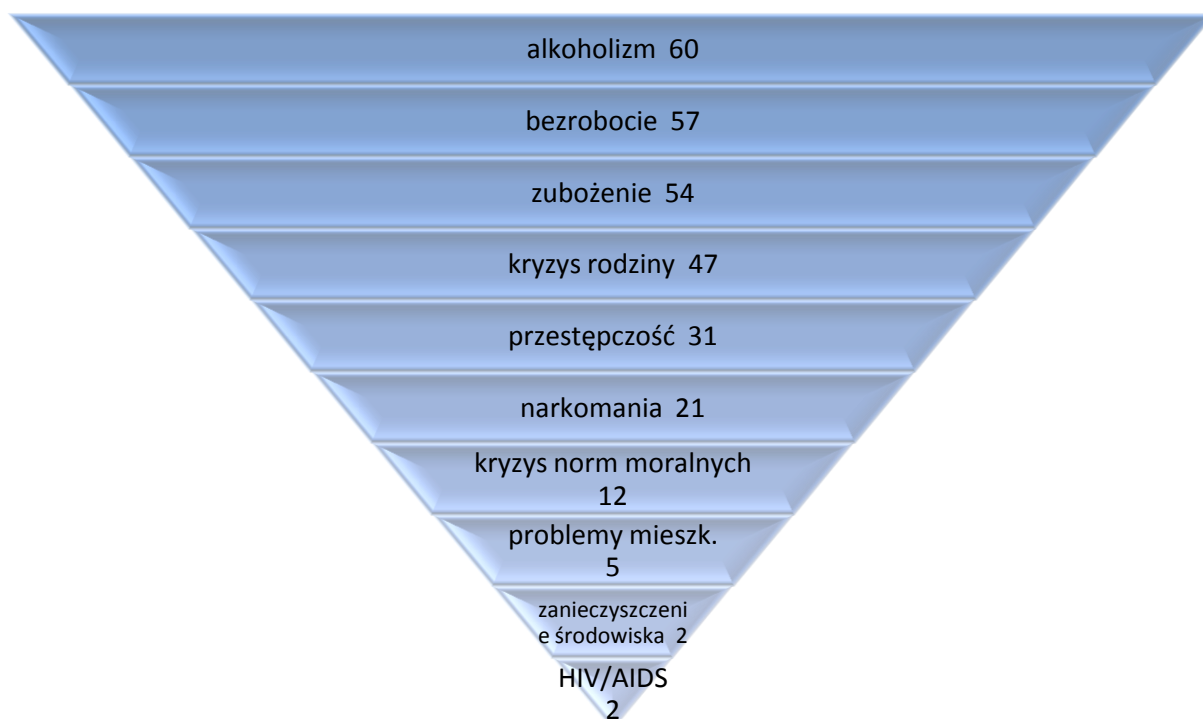 alkoholizm 60
bezrobocie 57
zubożenie 54
kryzys rodziny 47
przestępczość 31
narkomania 21
kryzys norm moralnych
12
problemy mieszk.
5
zanieczyszczeni
e środowiska 2
HIV/AIDS
2